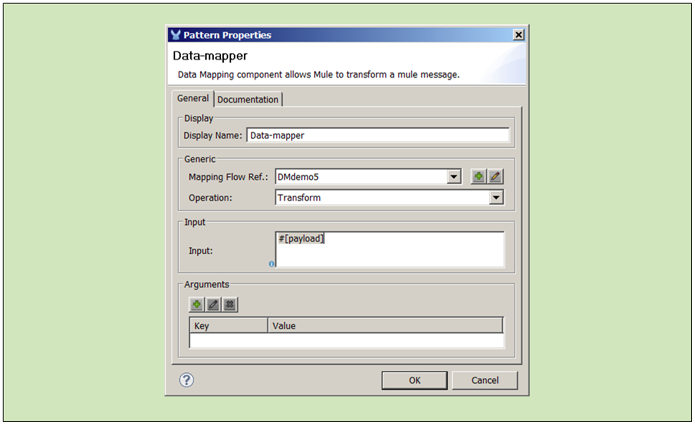 Pattern Properties
Data-mapper
Data Mapping component allows Mule to transform a mule message.
General Documentation
Display
Display Name: Data-mapper
Generic
Mapping Flow Ref.: DMdemo5
Operation: Transform
Input
#[payload]
Input:
Arguments
Key Value
OK Cancel